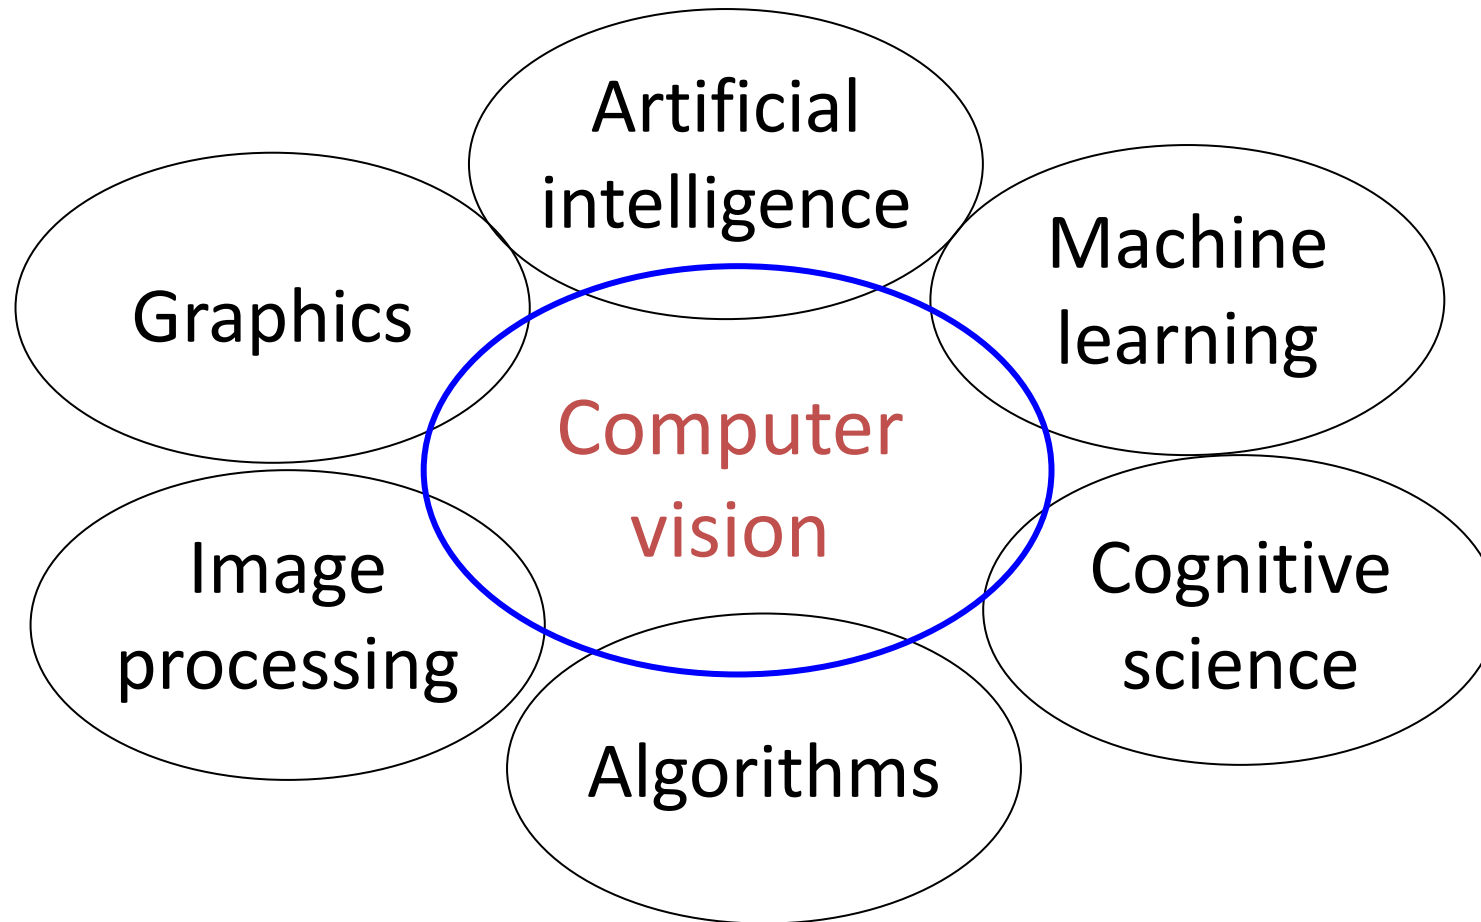 Artificial
intelligence
Machine
learning
Graphics
Computer
vision
Image
processing
Cognitive
science
Algorithms